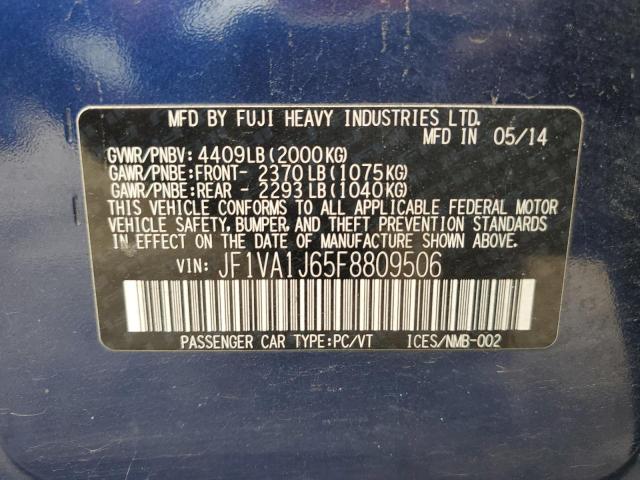 MFD BY FUJI HEAVY INDUSTRIES LTD.
MFD IN 05/14
GVWR/PNBV: 4409LB(2000KG)
GAWR/PNBE:FRONT- 2370LB(1075KG)
GAWR/PNBE:REAR - 2293LB(1040KG)
THIS VEHICLE CONFORMS TO ALL APPLICABLE FEDERAL MOTOR
VEHICLE SAFETY, BUMPER, AND THEFT PREVENTION STANDARDS
IN EFFECT ON THE DATE OF MANUFACTURE SHOWN ABOVE.
VIN: JF1VA1J65F8809506
PASSENGER CAR TYPE:PC/VT ICES/NMB-002